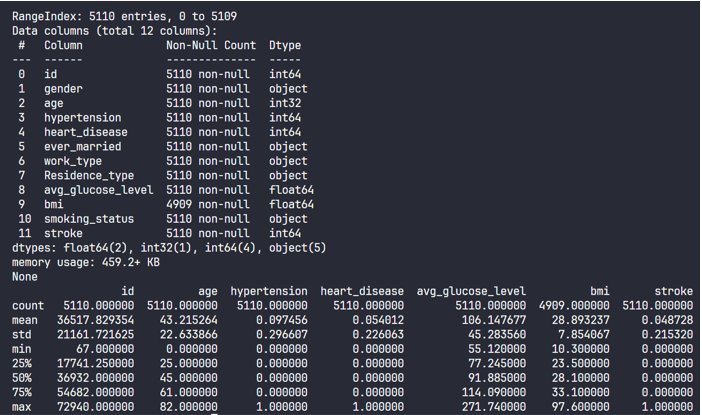 RangeIndex: 5110 entries, 0 to 5109
Data columns (total 12 columns):
 #   Column             Non-Null Count  Dtype
---  ------             --------------  -----
 0   id                 5110 non-null   int64
 1   gender             5110 non-null   object
 2   age                5110 non-null   int32
 3   hypertension       5110 non-null   int64
 4   heart_disease      5110 non-null   int64
 5   ever_married       5110 non-null   object
 6   work_type          5110 non-null   object
 7   Residence_type     5110 non-null   object
 8   avg_glucose_level  5110 non-null   float64
 9   bmi                4909 non-null   float64
 10  smoking_status     5110 non-null   object
 11  stroke             5110 non-null   int64
dtypes: float64(2), int32(1), int64(4), object(5)
memory usage: 459.2+ KB
None
                 id          age  hypertension  heart_disease  avg_glucose_level          bmi       stroke
count   5110.000000  5110.000000   5110.000000    5110.000000        5110.000000  4909.000000  5110.000000
mean   36517.829354    43.215264      0.097456       0.054012         106.147677    28.893237     0.048728
std    21161.721625    22.633866      0.296607       0.226063          45.283560     7.854067     0.215320
min       67.000000     0.000000      0.000000       0.000000          55.120000    10.300000     0.000000
25%    17741.250000    25.000000      0.000000       0.000000          77.245000    23.500000     0.000000
50%    36932.000000    45.000000      0.000000       0.000000          91.885000    28.100000     0.000000
75%    54682.000000    61.000000      0.000000       0.000000         114.090000    33.100000     0.000000
max    72940.000000    82.000000      1.000000       1.000000         271.740000    97.600000     1.000000